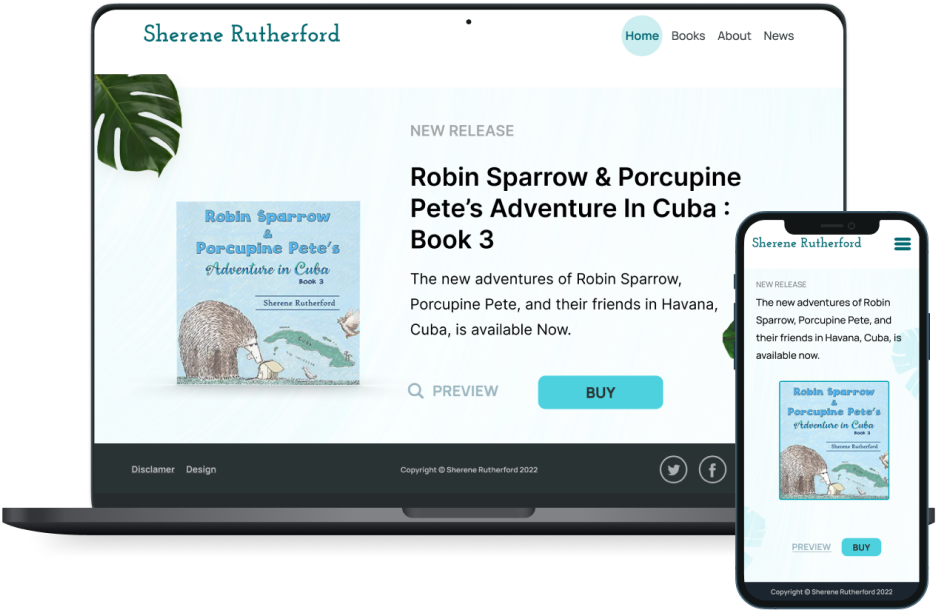 Sherene Rutherford
Home Books About News
NEW RELEASE
Robin Sparrow & Porcupine
Pete's Adventure In Cuba :
Book 3
The new adventures of Robin Sparrow,
Porcupine Pete, and their friends in Havana,
Cuba, is available Now.
PREVIEW
BUY
Robin Sparrow
&
Porcupine Pete's
Adventure in Cuba
Book 3
Sherene Rutherford
Disclamer Design
Copyright © Sherene Rutherford 2022
Sherene Rutherford
NEW RELEASE
The new adventures of Robin
Sparrow, Porcupine Pete, and
their friends in Havana, Cuba, is
available now.
Robin Sparrow
&
Porcupine Pete's
Adventure in Cuba
Book 3
Sherene Rutherford
PREVIEW BUY
Copyright © Sherene Rutherford 2022